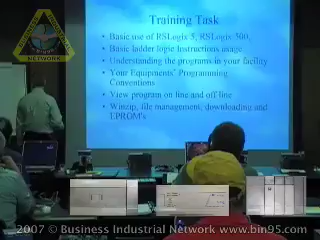 Training Task
• Basic use of RSLogix 5, RSLogix 500,
• Basic ladder logic Instructions usage
• Understanding the programs in your facility
• Your Equipments' Programming
Conventions
• View program on line and off line
• Winzip, file management, downloading and
EPROM's
NETWORK
2007 © Business Industrial Network www.bin95.com